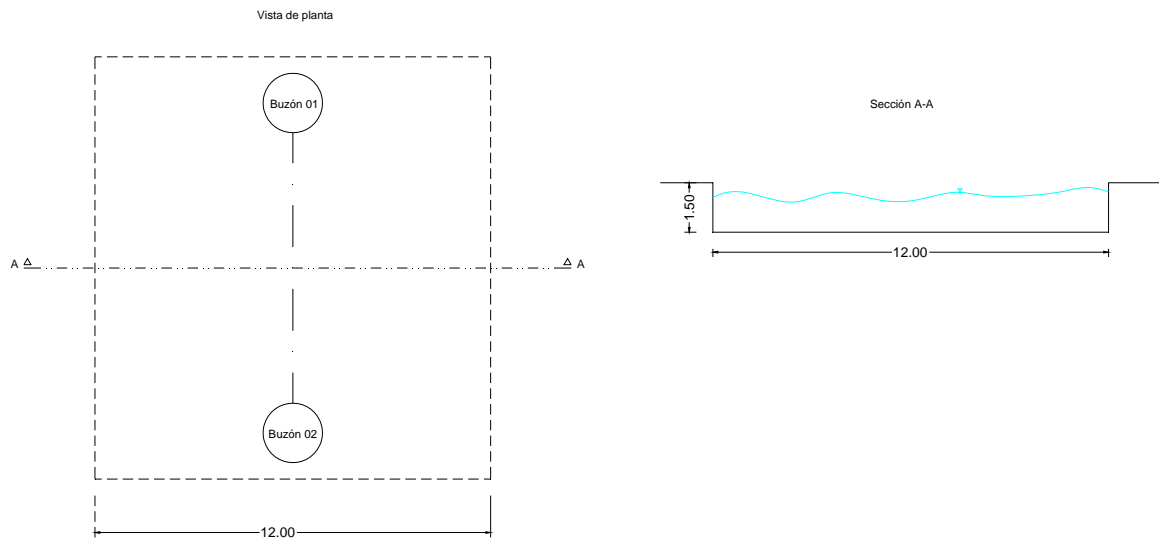 Vista de planta
Buzón 01
Sección A-A
1.50
12.00
A
A
Buzón 02
12.00